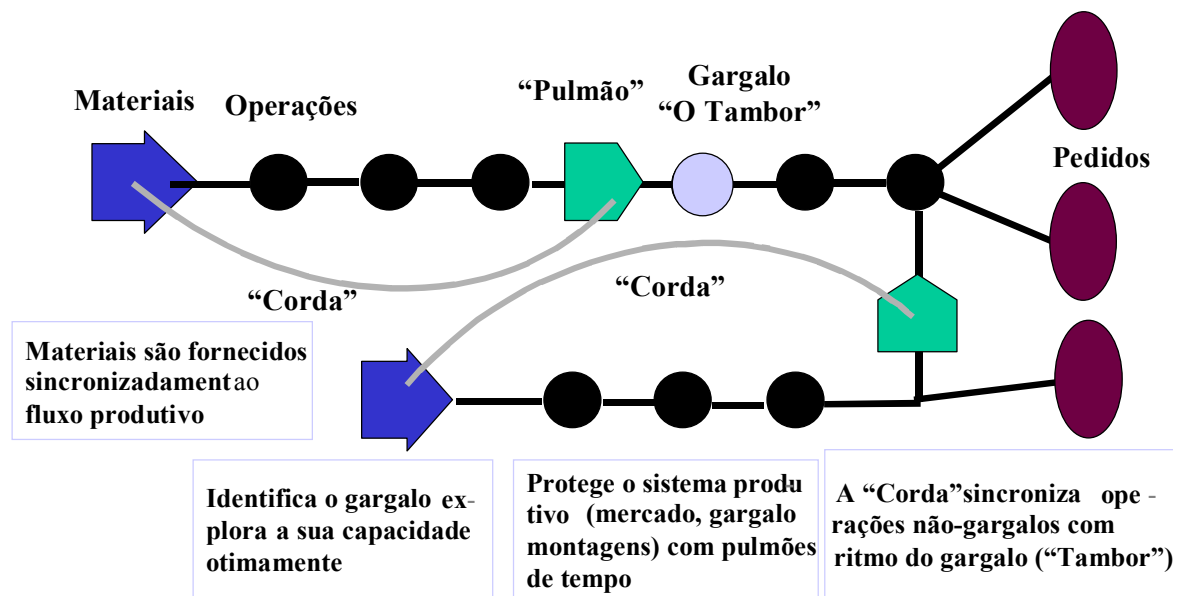 Materiais
Operações
“Pulmão”
Gargalo
“O Tambor”
Pedidos
“Corda”
“Corda”
Materiais são fornecidos
sincronizadament ao
fluxo produtivo
Identifica o gargalo ex-
plora a sua capacidade
otimamente
Protege o sistema produ-
tivo (mercado, gargalo
montagens) com pulmões
de tempo
A “Corda”sincroniza ope -
rações não-gargalos com
ritmo do gargalo (“Tambor”)